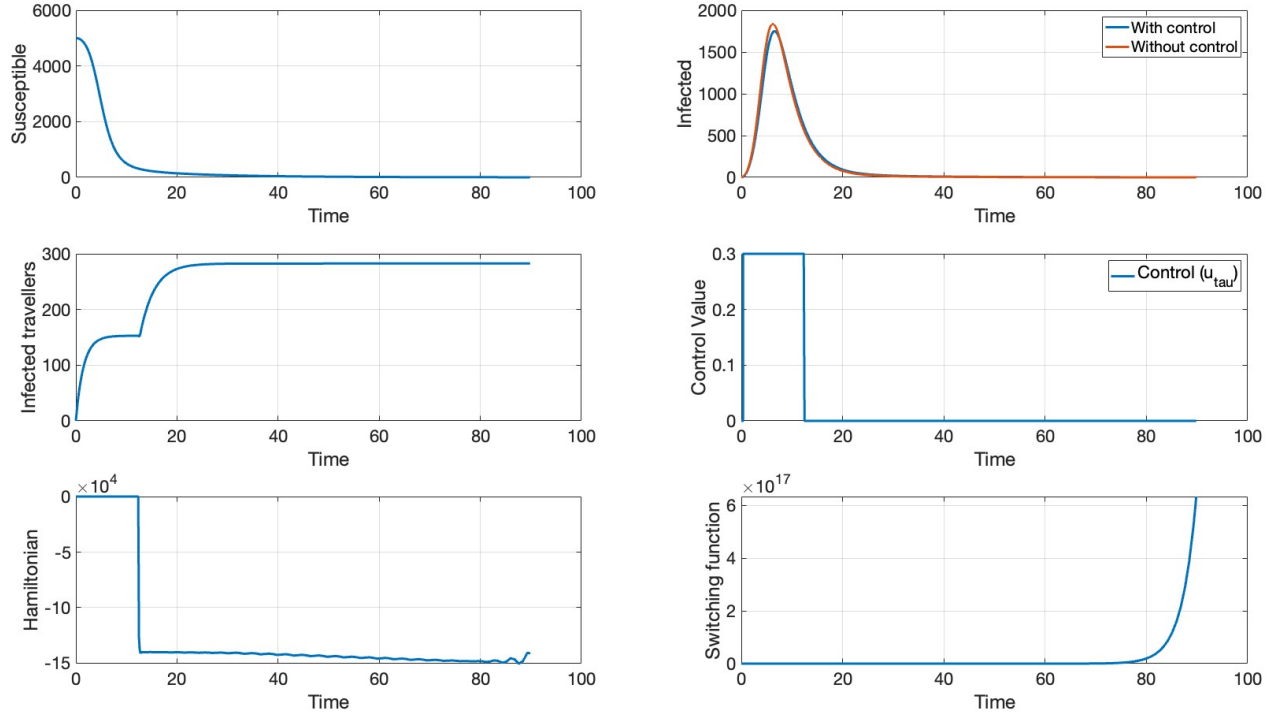 6000
4000
2000
0
Susceptible
0 20 40 60 80 100
Time
2000
1500
1000
500
0
Infected
With control
Without control
0 20 40 60 80 100
Time
300
200
100
0
Infected travellers
0 20 40 60 80 100
Time
0.3
0.2
0.1
0
Control Value
Control (u_tau)
0 20 40 60 80 100
Time
×10^4
0
-5
-10
-15
Hamiltonian
0 20 40 60 80 100
Time
×10^17
6
4
2
0
Switching function
0 20 40 60 80 100
Time